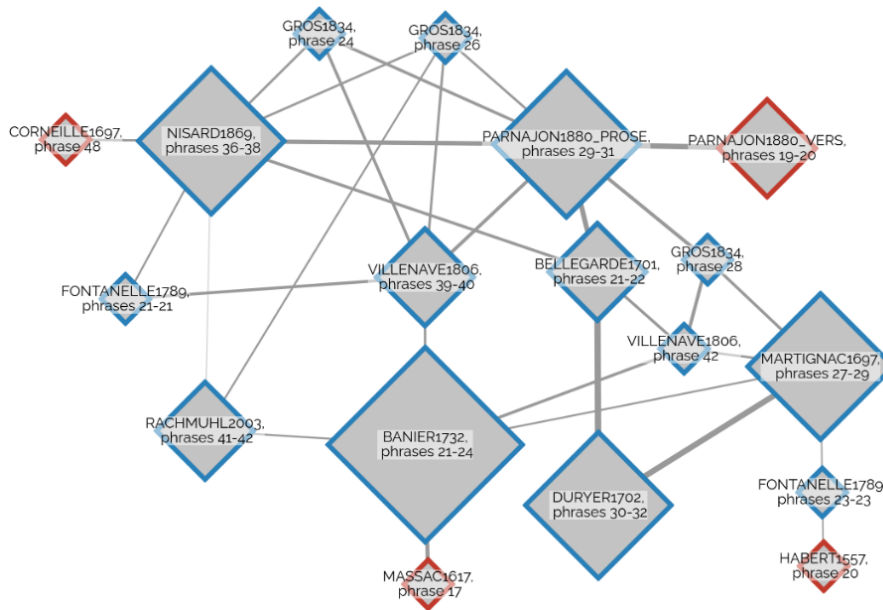 GROS1834,
phrase 24
GROS1834,
phrase 26
CORNEILLE1697,
phrase 48
NISARD1869,
phrases 36-38
PARNAJON1880_PROSE,
phrases 29-31
PARNAJON1880_VERS,
phrases 19-20
FONTANELLE1789,
phrases 21-21
VILLENAVE1806,
phrases 39-40
BELLEGARDE1701,
phrases 21-22
GROS1834,
phrase 28
VILLENAVE1806,
phrase 42
MARTIGNAC1697,
phrases 27-29
RACHMUHL2003,
phrases 41-42
BANIER1732,
phrases 21-24
DURYER1702,
phrases 30-32
FONTANELLE1789,
phrases 23-23
MASSAC1617,
phrase 17
HABERT1557,
phrase 20